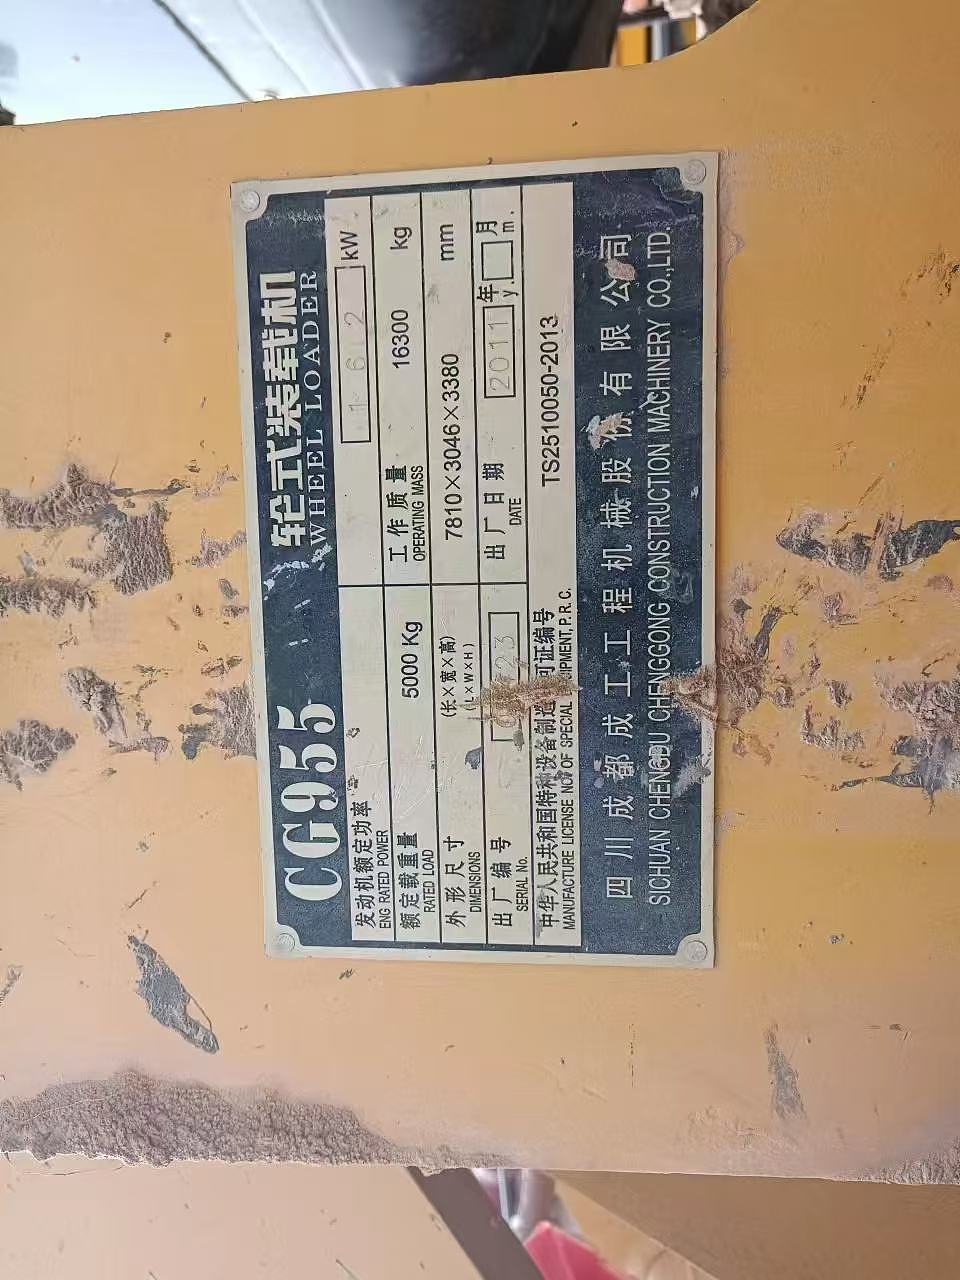 CG955 轮式装载机
WHEEL LOADER
发动机额定功率 162 kW
ENG RATED POWER
额定载重量 5000 Kg 工作质量 16300 kg
RATED LOAD OPERATING MASS
外形尺寸 (长×宽×高) 7810×3046×3380 mm
DIMENSIONS (L×W×H)
出厂编号 出厂日期 2011 年 月
SERIAL No. DATE y. m.
中华人民共和国特种设备制造 可证编号 TS2510050-2013
MANUFACTURE LICENSE NO. OF SPECIAL EQUIPMENT, P.R.C.
四川成都成工工程机械股份有限公司
SICHUAN CHENGDU CHENGGONG CONSTRUCTION MACHINERY CO.,LTD.